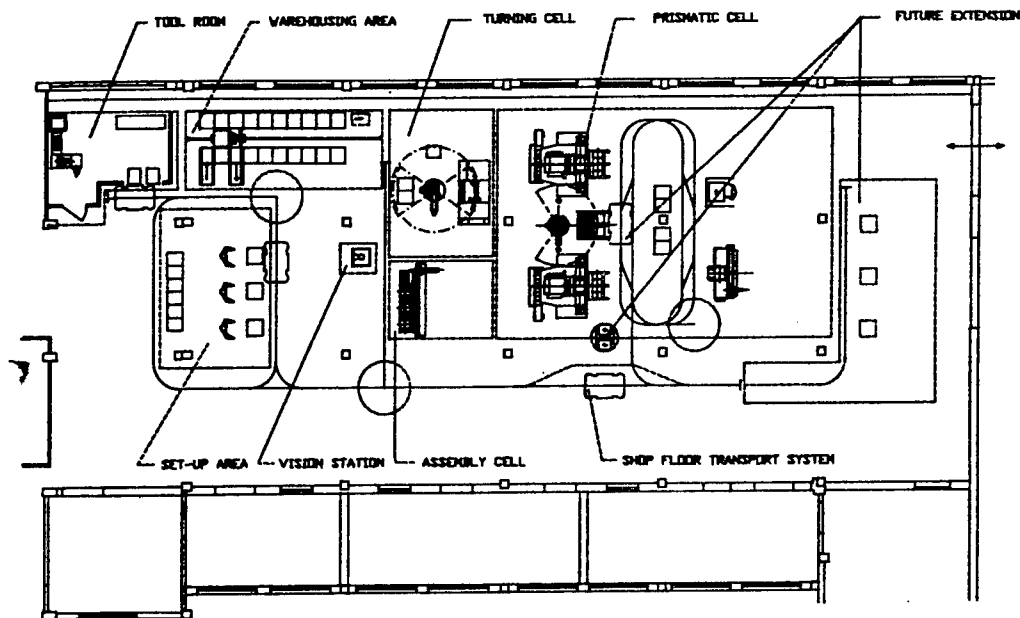 TOOL ROOM
WAREHOUSING AREA
TURNING CELL
PRISMATIC CELL
FUTURE EXTENSION
SET-UP AREA
VISION STATION
ASSEMBLY CELL
SHOP FLOOR TRANSPORT SYSTEM